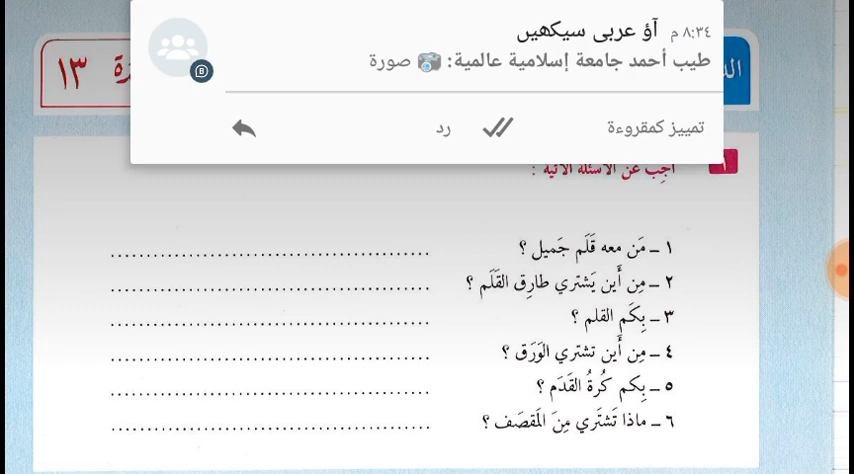 آؤ عربی سیکھیں ٨:٣٤ م
طيب أحمد جامعة إسلامية عالمية: 📷 صورة
تمييز كمقروءة
رد
١٣
أجِب عن الأسئلة الآتية :
١ – مَن معه قَلَم جَميل ؟ ........................................
٢ – مِن أَين يَشتري طارِق القَلَم ؟ ........................................
٣ – بِكَم القلم ؟ ........................................
٤ – مِن أَين تشتري الوَرَق ؟ ........................................
٥ – بِكم كُرةُ القَدَم ؟ ........................................
٦ – ماذا تَشتَري مِنَ المَقصَف ؟ ........................................